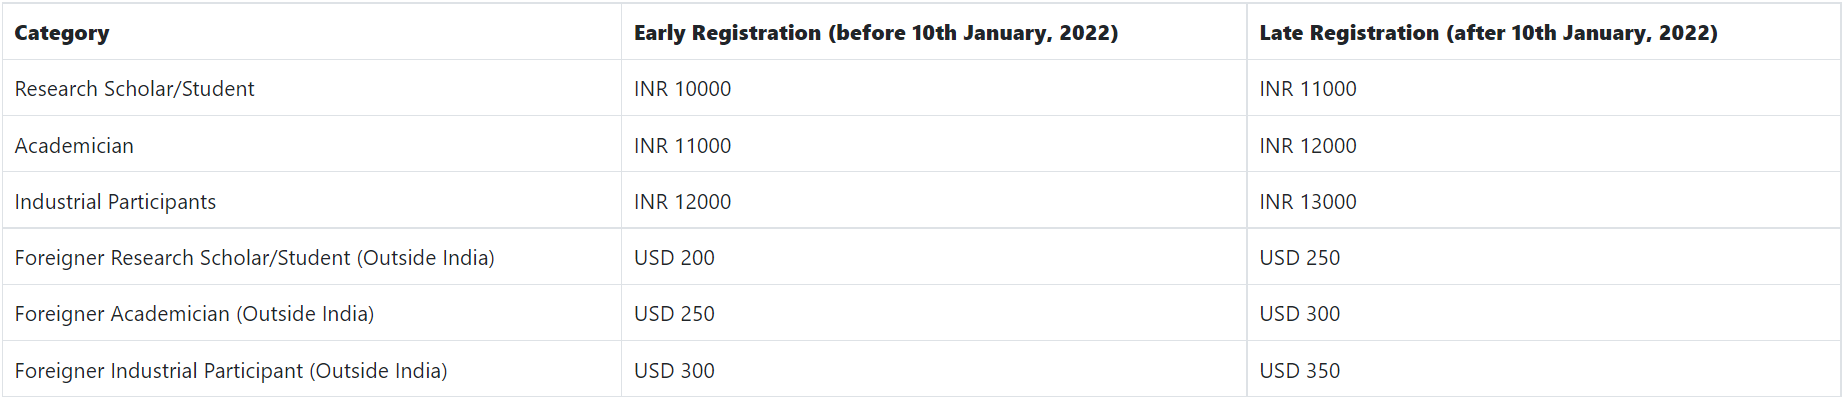 Category Early Registration (before 10th January, 2022) Late Registration (after 10th January, 2022)
Research Scholar/Student INR 10000 INR 11000
Academician INR 11000 INR 12000
Industrial Participants INR 12000 INR 13000
Foreigner Research Scholar/Student (Outside India) USD 200 USD 250
Foreigner Academician (Outside India) USD 250 USD 300
Foreigner Industrial Participant (Outside India) USD 300 USD 350